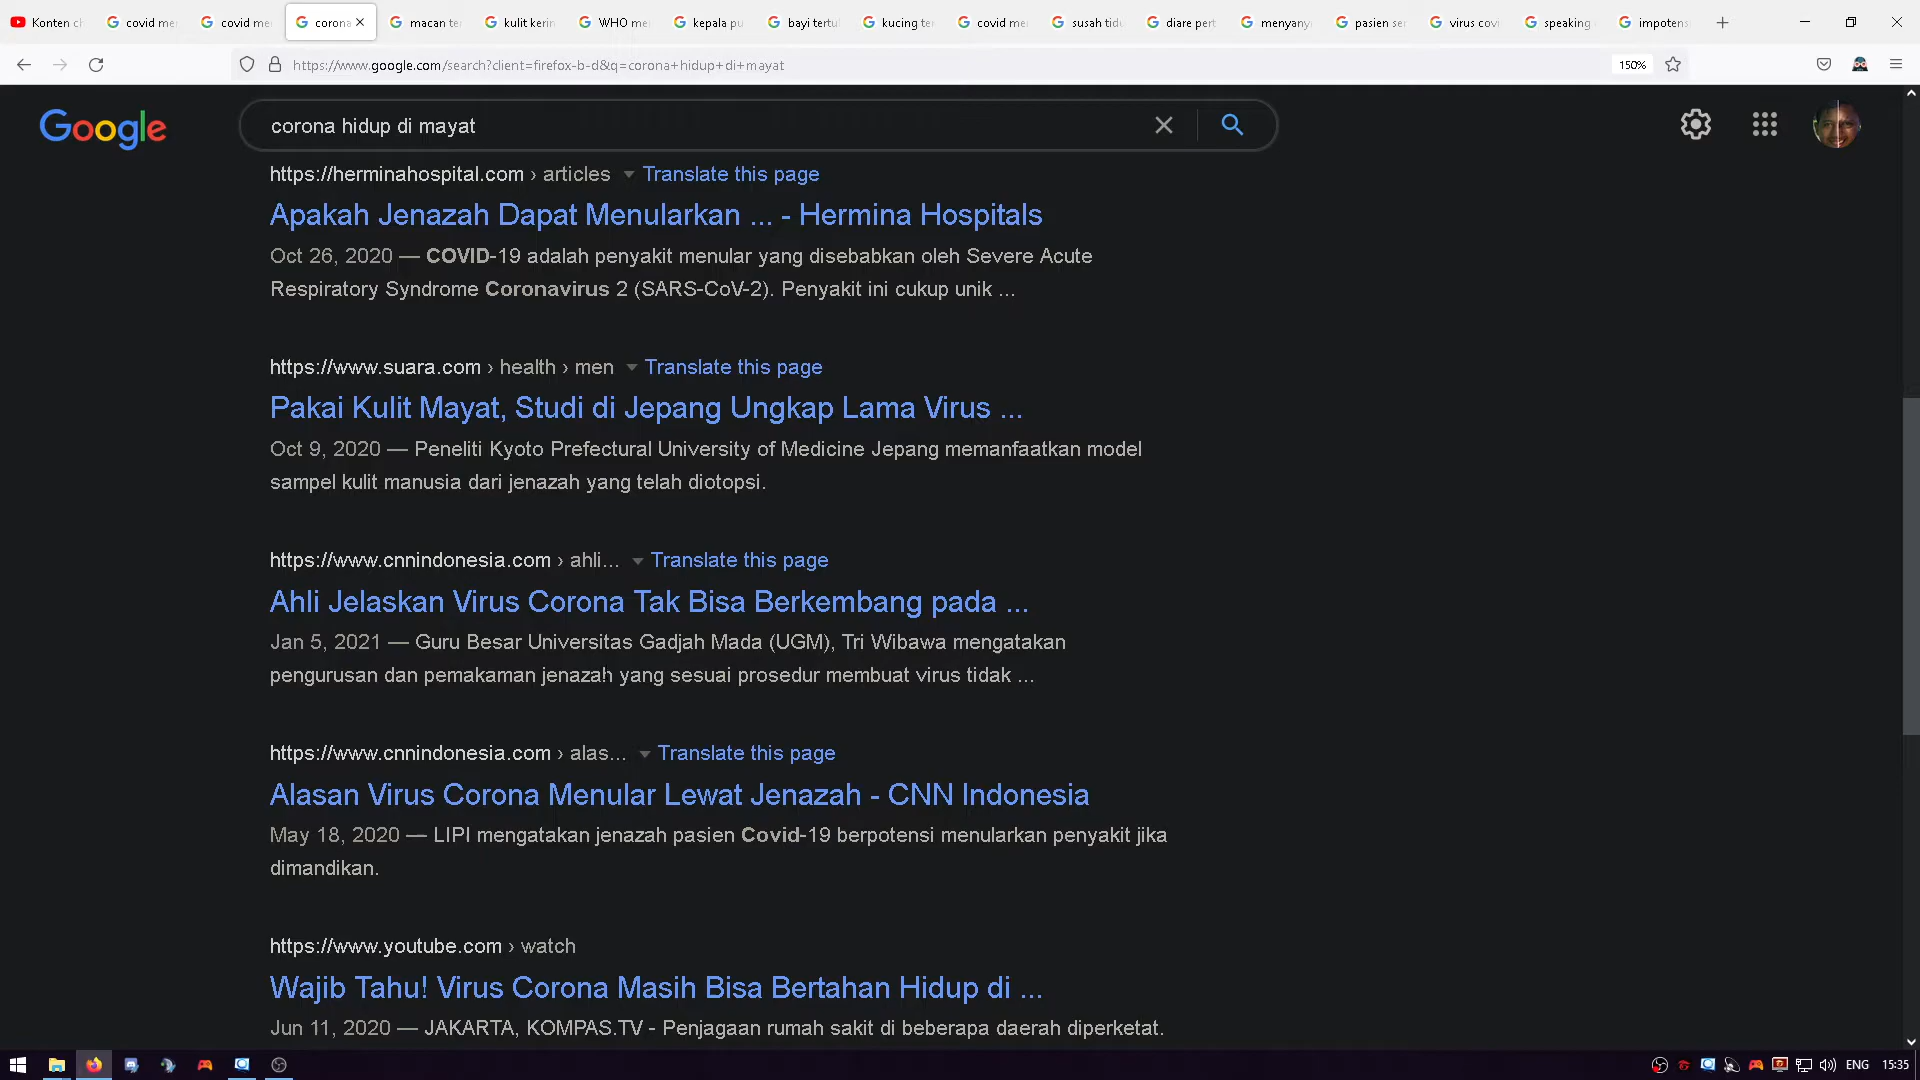 Konten
covid me
covid me
corona
macan te
kulit kerin
WHO me
kepala pu
bayi tertul
kucing te
covid me
susah tid
diare pert
menyany
pasien se
virus covi
speaking
impotens
https://www.google.com/search?client=firefox-b-d&q=corona+hidup+di+mayat
150%
Google
corona hidup di mayat
https://herminahospital.com › articles Translate this page
Apakah Jenazah Dapat Menularkan ... - Hermina Hospitals
Oct 26, 2020 — COVID-19 adalah penyakit menular yang disebabkan oleh Severe Acute
Respiratory Syndrome Coronavirus 2 (SARS-CoV-2). Penyakit ini cukup unik ...
https://www.suara.com › health › men Translate this page
Pakai Kulit Mayat, Studi di Jepang Ungkap Lama Virus ...
Oct 9, 2020 — Peneliti Kyoto Prefectural University of Medicine Jepang memanfaatkan model
sampel kulit manusia dari jenazah yang telah diotopsi.
https://www.cnnindonesia.com › ahli... Translate this page
Ahli Jelaskan Virus Corona Tak Bisa Berkembang pada ...
Jan 5, 2021 — Guru Besar Universitas Gadjah Mada (UGM), Tri Wibawa mengatakan
pengurusan dan pemakaman jenazah yang sesuai prosedur membuat virus tidak ...
https://www.cnnindonesia.com › alas... Translate this page
Alasan Virus Corona Menular Lewat Jenazah - CNN Indonesia
May 18, 2020 — LIPI mengatakan jenazah pasien Covid-19 berpotensi menularkan penyakit jika
dimandikan.
https://www.youtube.com › watch
Wajib Tahu! Virus Corona Masih Bisa Bertahan Hidup di ...
Jun 11, 2020 — JAKARTA, KOMPAS.TV - Penjagaan rumah sakit di beberapa daerah diperketat.
ENG
15:35